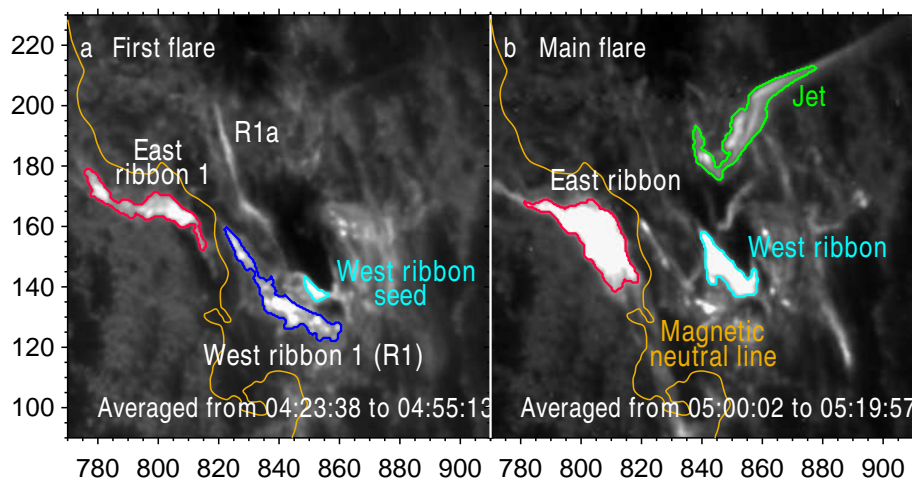 a First flare
R1a
East
ribbon 1
West ribbon
seed
West ribbon 1 (R1)
Averaged from 04:23:38 to 04:55:13
b Main flare
Jet
East ribbon
West ribbon
Magnetic
neutral line
Averaged from 05:00:02 to 05:19:57
220
200
180
160
140
120
100
780 800 820 840 860 880 900
780 800 820 840 860 880 900